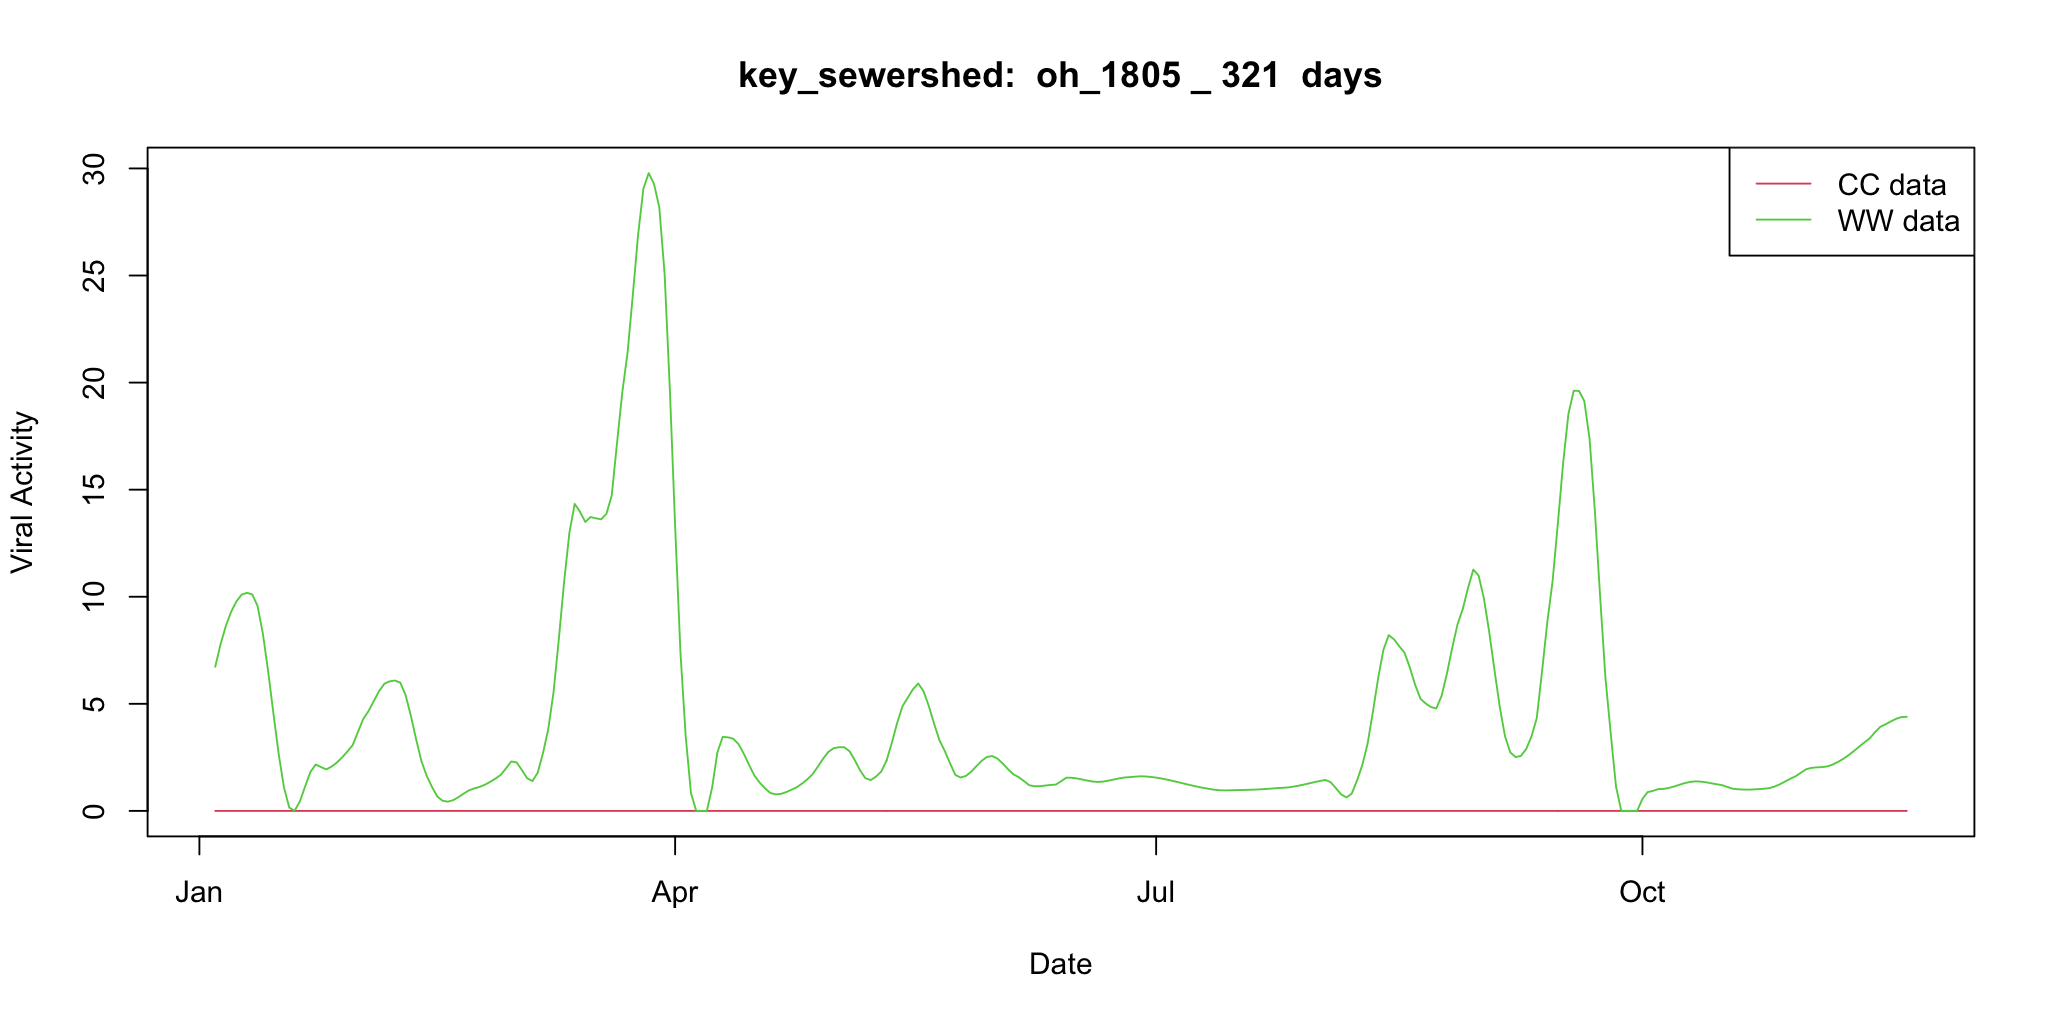 key_sewershed:  oh_1805 _ 321  days
CC data
WW data
Viral Activity
30
25
20
15
10
5
0
Jan Apr Jul Oct
Date